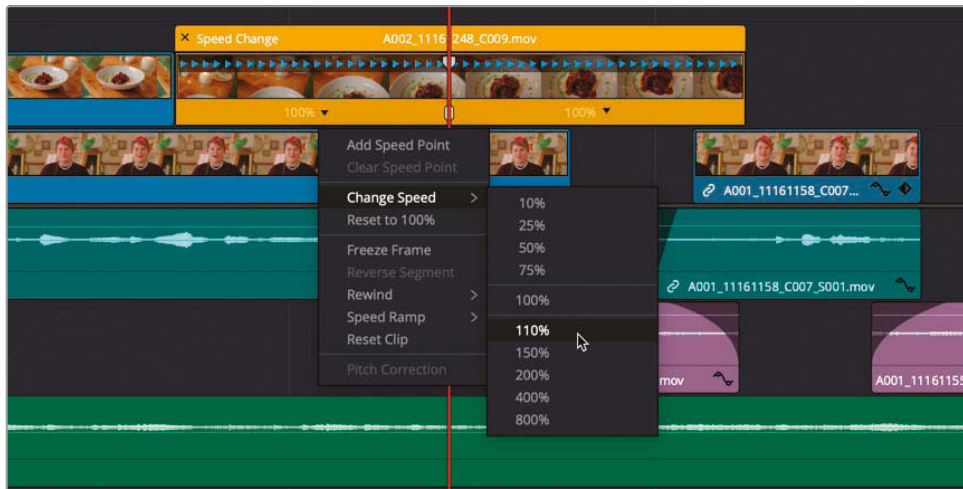 × Speed Change
A002_1116 248_C009.mov
100% ▼
100% ▼
Add Speed Point
Clear Speed Point
Change Speed >
Reset to 100%
Freeze Frame
Reverse Segment
Rewind >
Speed Ramp >
Reset Clip
Pitch Correction
10%
25%
50%
75%
100%
110%
150%
200%
400%
800%
A001_11161158_C007...
A001_11161158_C007_S001.mov
mov
A001_1116115